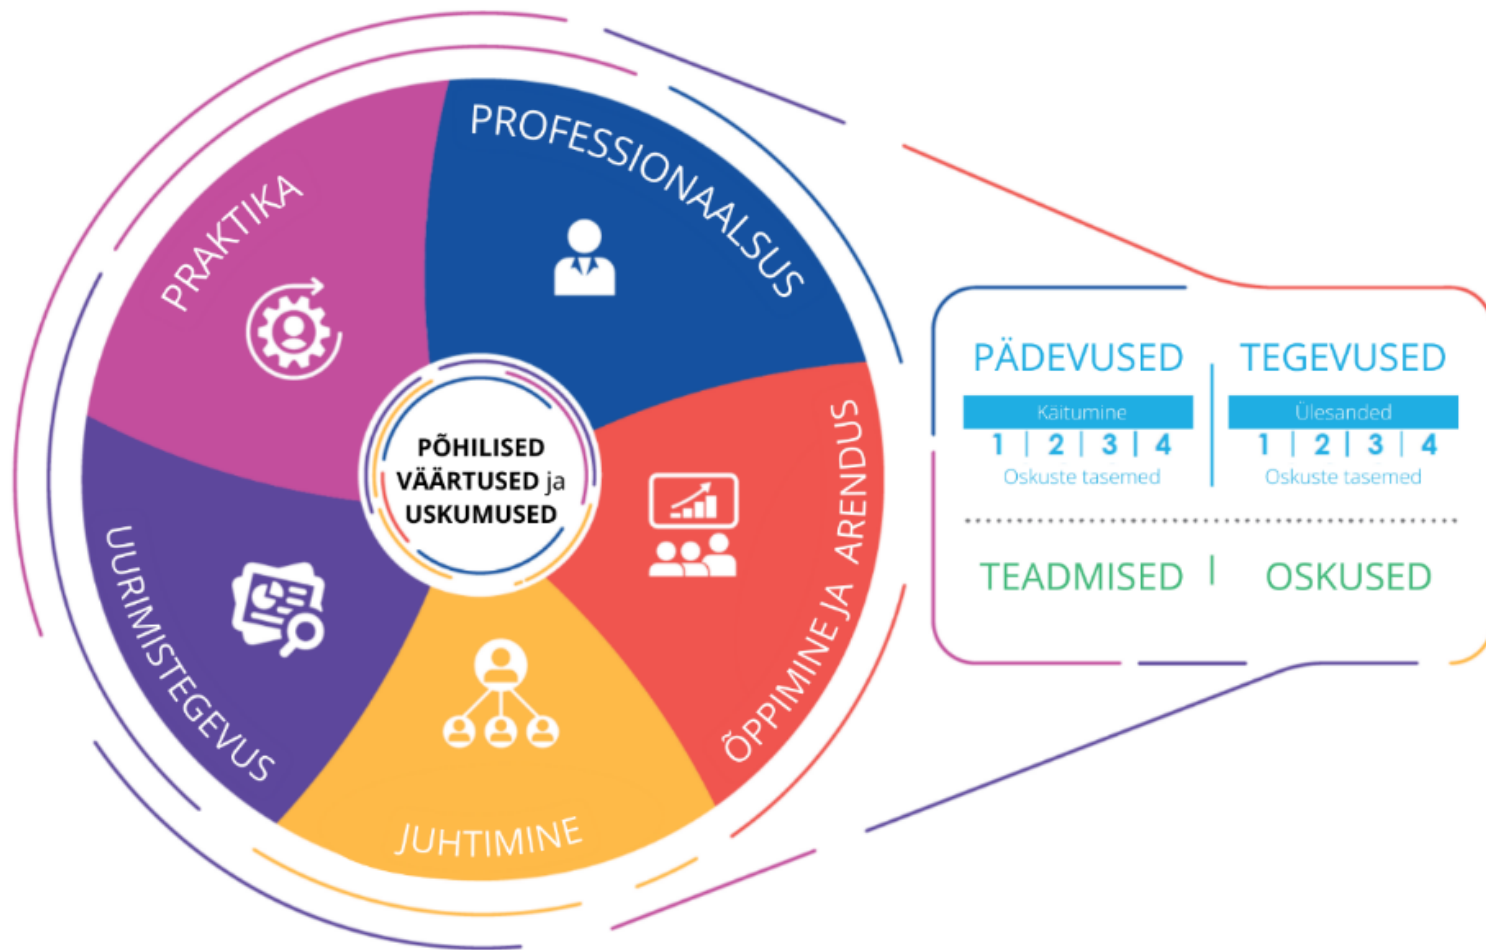 PROFESSIONAALSUS
PRAKTIKA
PÕHILISED
VÄÄRTUSED ja
USKUMUSED
ÕPPIMINE JA ARENDUS
UURIMISTEGEVUS
JUHTIMINE
PÄDEVUSED
Käitumine
1 | 2 | 3 | 4
Oskuste tasemed
TEGEVUSED
Ülesanded
1 | 2 | 3 | 4
Oskuste tasemed
TEADMISED | OSKUSED